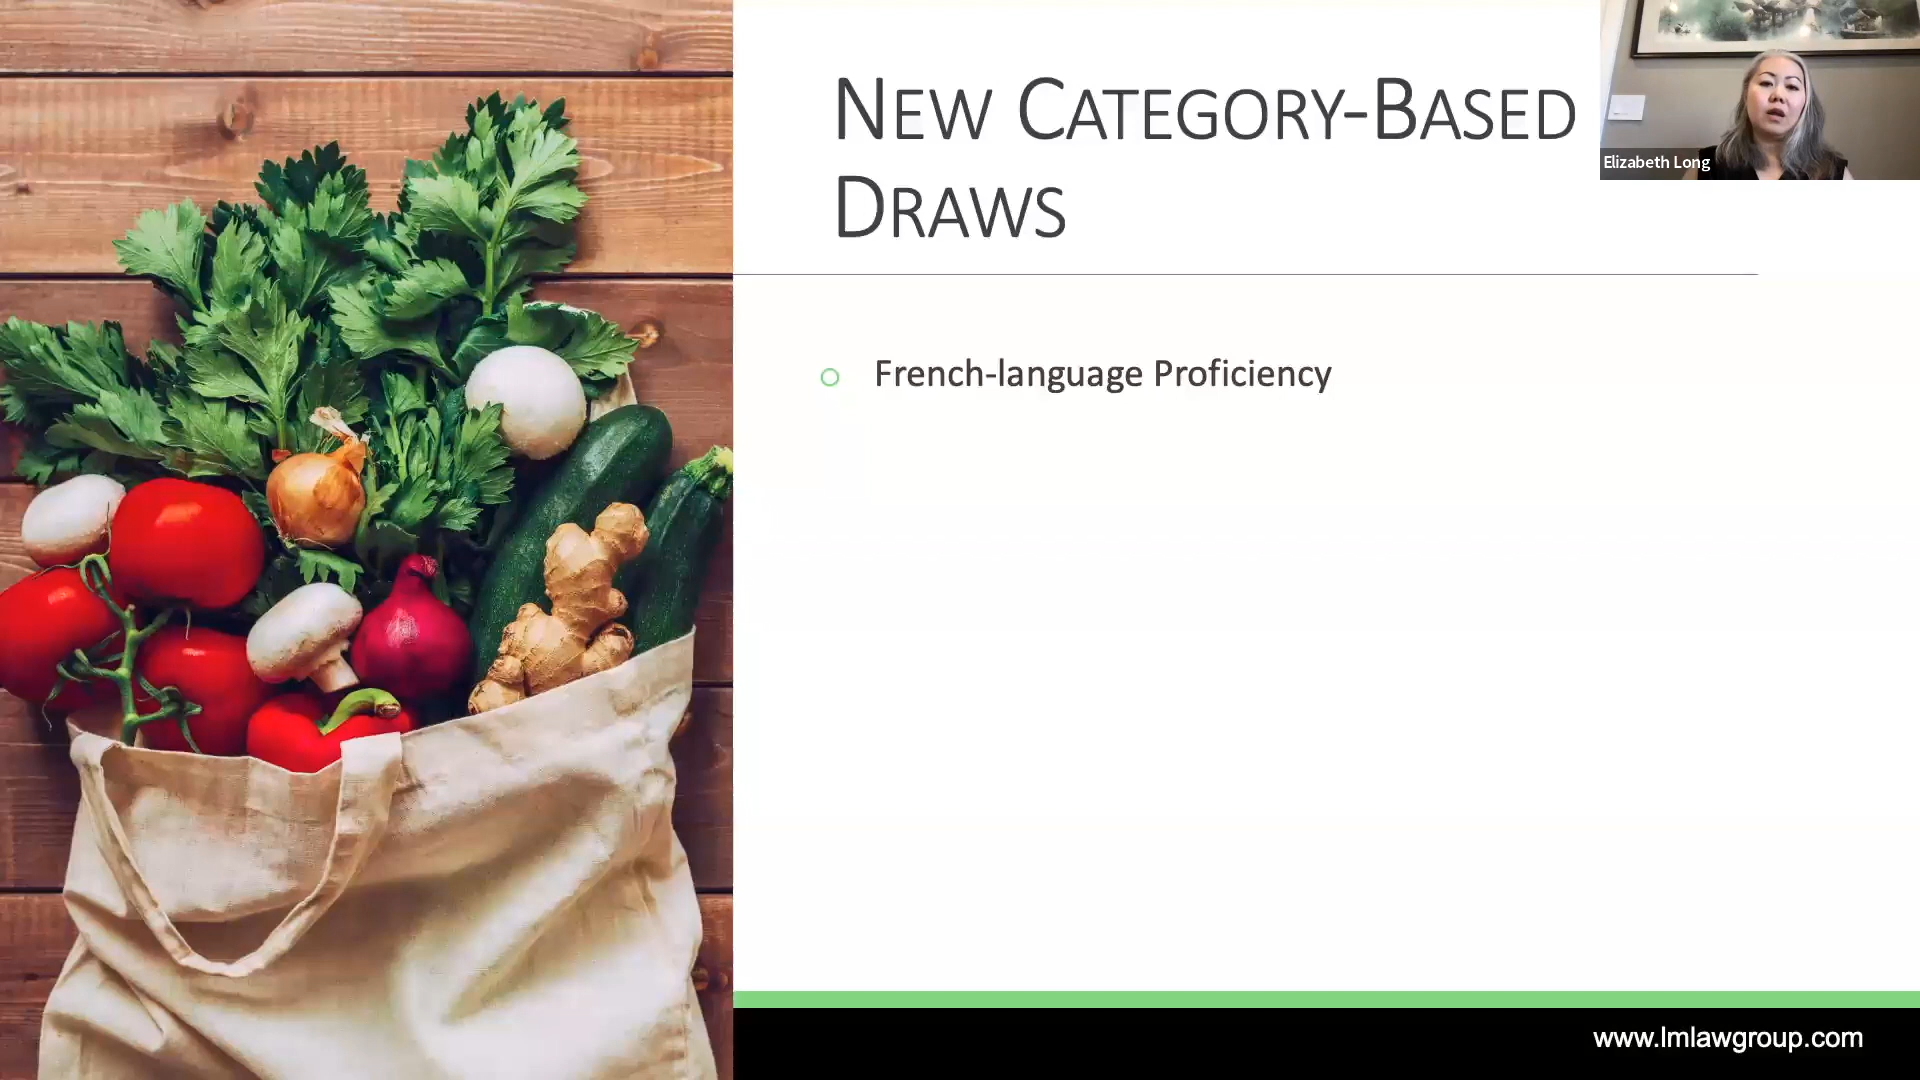 NEW CATEGORY-BASED
DRAWS
Elizabeth Long
French-language Proficiency
www.lmlawgroup.com